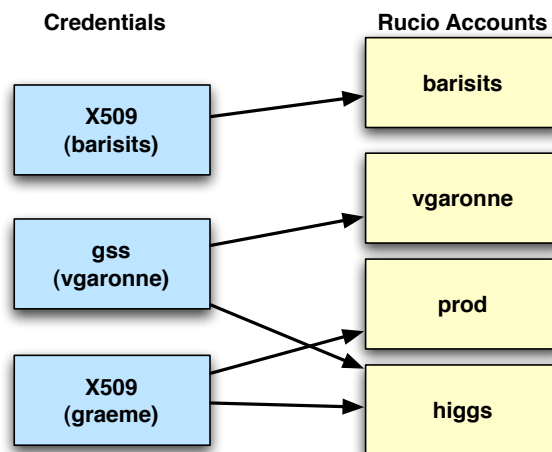 Credentials
Rucio Accounts
X509
(barisits)
barisits
gss
(vgaronne)
vgaronne
X509
(graeme)
prod
higgs